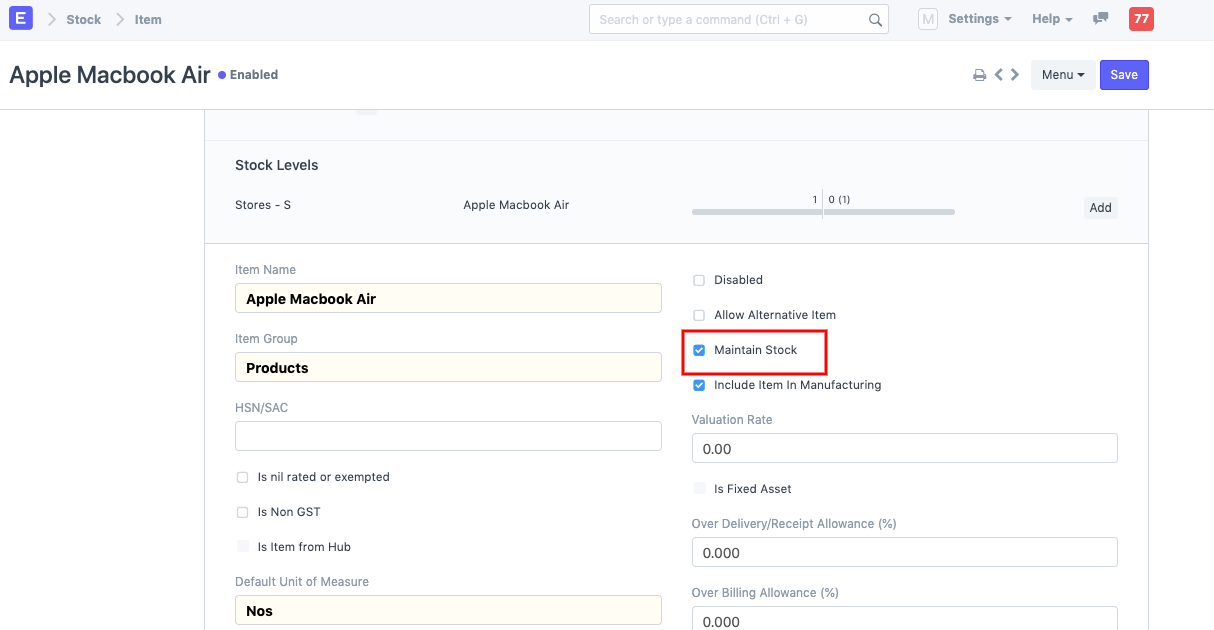 E Stock Item Search or type a command (Ctrl + G) M Settings Help 77
Apple Macbook Air Enabled Menu Save
Stock Levels
Stores - S Apple Macbook Air 1 0 (1) Add
Item Name
Apple Macbook Air
Item Group
Products
HSN/SAC
Is nil rated or exempted
Is Non GST
Is Item from Hub
Default Unit of Measure
Nos
Disabled
Allow Alternative Item
Maintain Stock
Include Item In Manufacturing
Valuation Rate
0.00
Is Fixed Asset
Over Delivery/Receipt Allowance (%)
0.000
Over Billing Allowance (%)
0.000